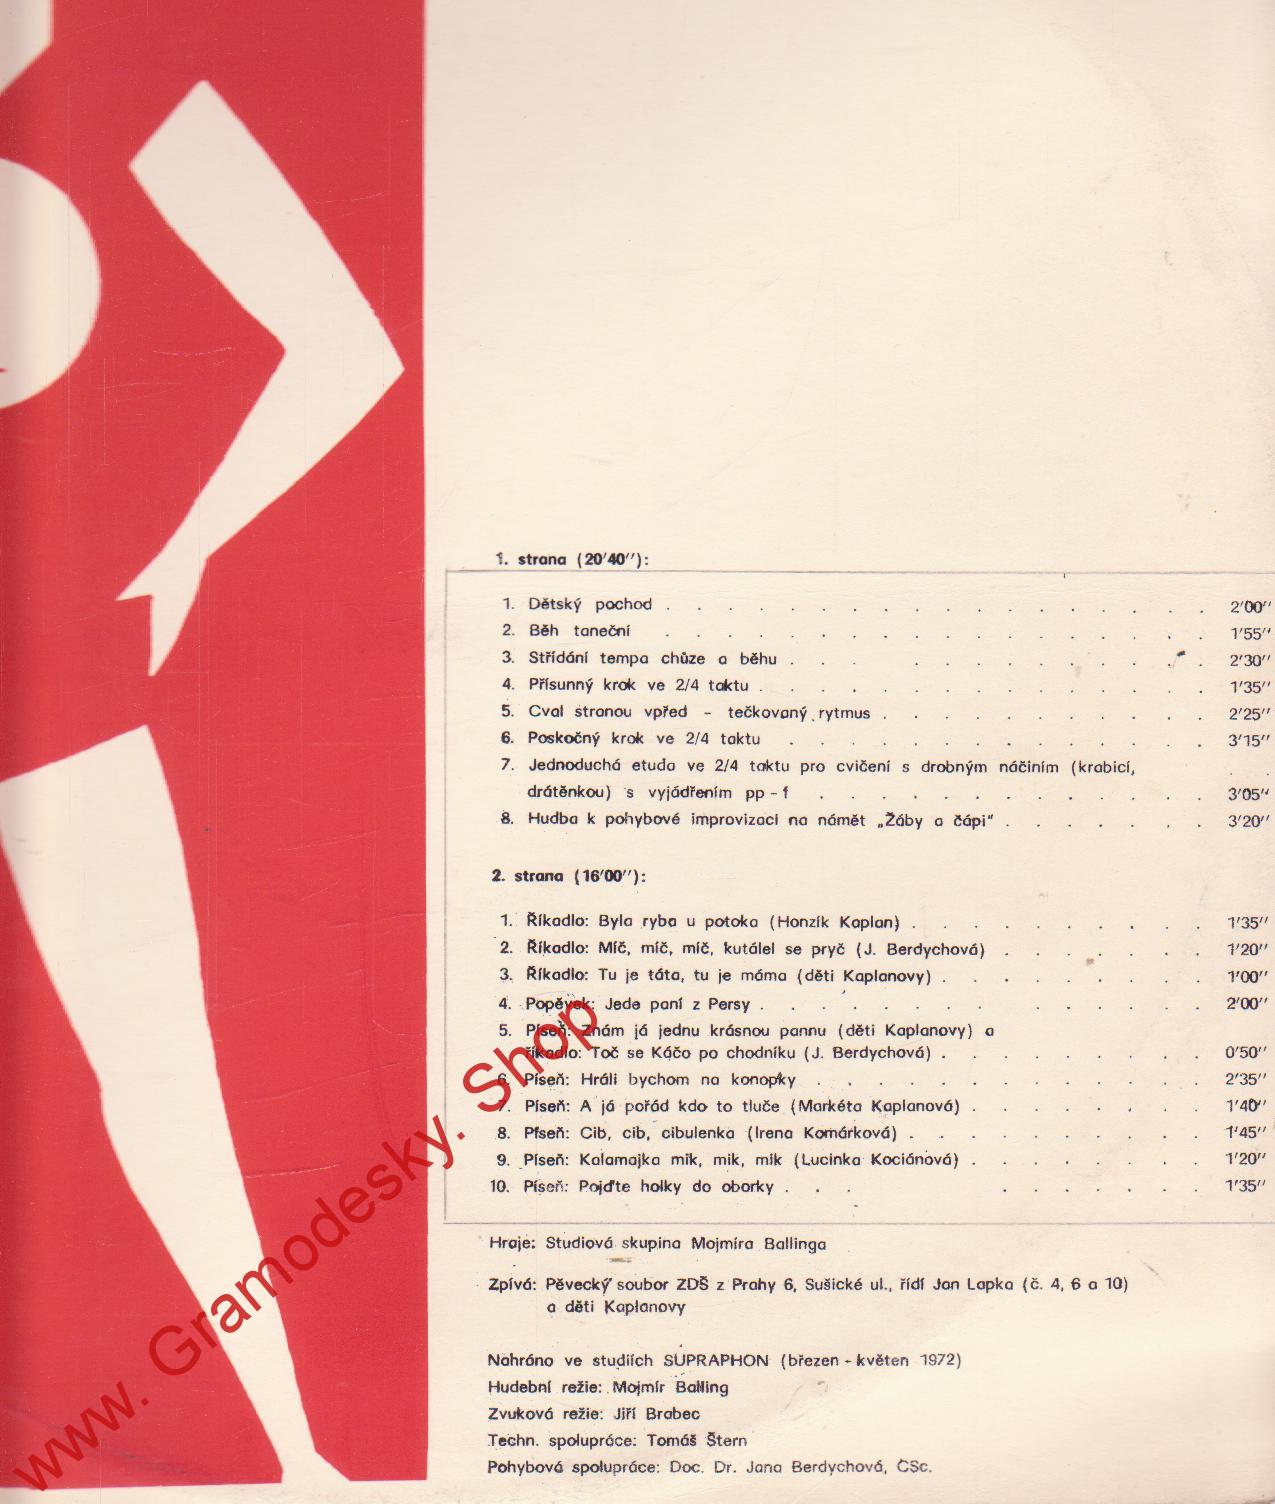 1. strana (20′40′′):
1. Dětský pochod . . . . . . . . . . . . . . . . . . 2′00′′
2. Běh taneční . . . . . . . . . . . . . . . . . . 1′55′′
3. Střídání tempa chůze a běhu . . . . . . . . . . . . . 2′30′′
4. Přísunný krok ve 2/4 taktu . . . . . . . . . . . . . . . 1′35′′
5. Cval stranou vpřed - tečkovaný rytmus . . . . . . . . . . . 2′25′′
6. Poskočný krok ve 2/4 taktu . . . . . . . . . . . . . . 3′15′′
7. Jednoduchá etuda ve 2/4 taktu pro cvičení s drobným náčiním (krabicí,
drátěnkou) s vyjádřením pp - f . . . . . . . . . . . . . 3′05′′
8. Hudba k pohybové improvizaci na námět „Žáby a čápi“ . . . . . . . 3′20′′
2. strana (16′00′′):
1. Říkadlo: Byla ryba u potoka (Honzík Kaplan) . . . . . . . . . . 1′35′′
2. Říkadlo: Míč, míč, míč, kutálel se pryč (J. Berdychová) . . . . . . . 1′20′′
3. Říkadlo: Tu je táta, tu je máma (děti Kaplanovy) . . . . . . . . . 1′00′′
4. Popěvek: Jede paní z Persy . . . . . . . . . . . . . . . 2′00′′
5. Píseň: Znám já jednu krásnou pannu (děti Kaplanovy) a
říkadlo: Toč se Káčo po chodníku (J. Berdychová) . . . . . . . . . 0′50′′
6. Píseň: Hráli bychom na konopky . . . . . . . . . . . . . 2′35′′
7. Píseň: A já pořád kdo to tluče (Markéta Kaplanová) . . . . . . . . 1′40′′
8. Píseň: Cib, cib, cibulenka (Irena Komárková) . . . . . . . . . . 1′45′′
9. Píseň: Kalamajka mik, mik, mik (Lucinka Kociánová) . . . . . . . . 1′20′′
10. Píseň: Pojďte holky do oborky . . . . . . . . . . 1′35′′
Hraje: Studiová skupina Mojmíra Ballinga
Zpívá: Pěvecký soubor ZDŠ z Prahy 6, Sušické ul., řídí Jan Lapka (č. 4, 6 a 10)
a děti Kaplanovy
Nahráno ve studiích SUPRAPHON (březen - květen 1972)
Hudební režie: Mojmír Balling
Zvuková režie: Jiří Brabec
Techn. spolupráce: Tomáš Štern
Pohybová spolupráce: Doc. Dr. Jana Berdychová, CSc.
www. Gramodesky. Shop